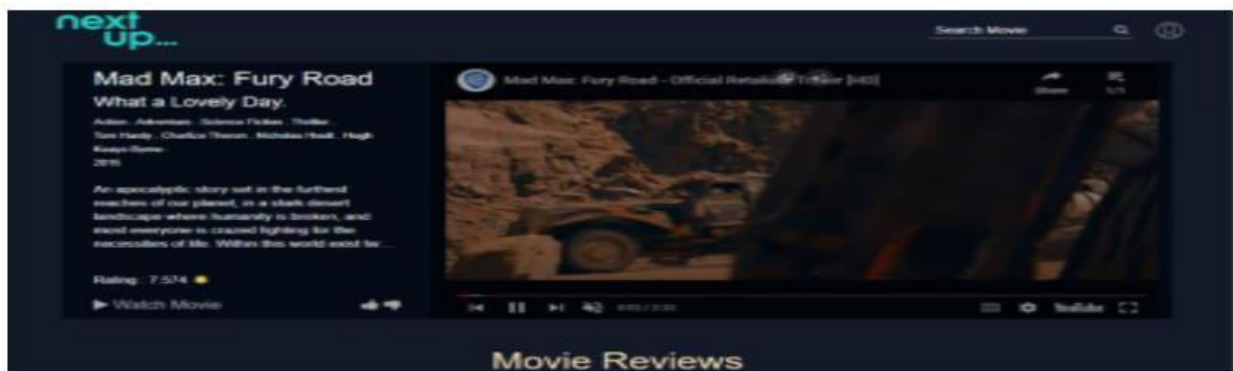 next
up...
Search Movie
Mad Max: Fury Road
What a Lovely Day.
Action . Adventure . Science Fiction . Thriller .
Tom Hardy . Charlize Theron . Nicholas Hoult . Hugh
Keays-Byrne .
2015
An apocalyptic story set in the furthest
reaches of our planet, in a stark desert
landscape where humanity is broken, and
most everyone is crazed fighting for the
necessities of life. Within this world exist tw ...
Rating : 7.574
Watch Movie
Mad Max: Fury Road - Official Retaliate Trailer [HD]
Share
YouTube
Movie Reviews